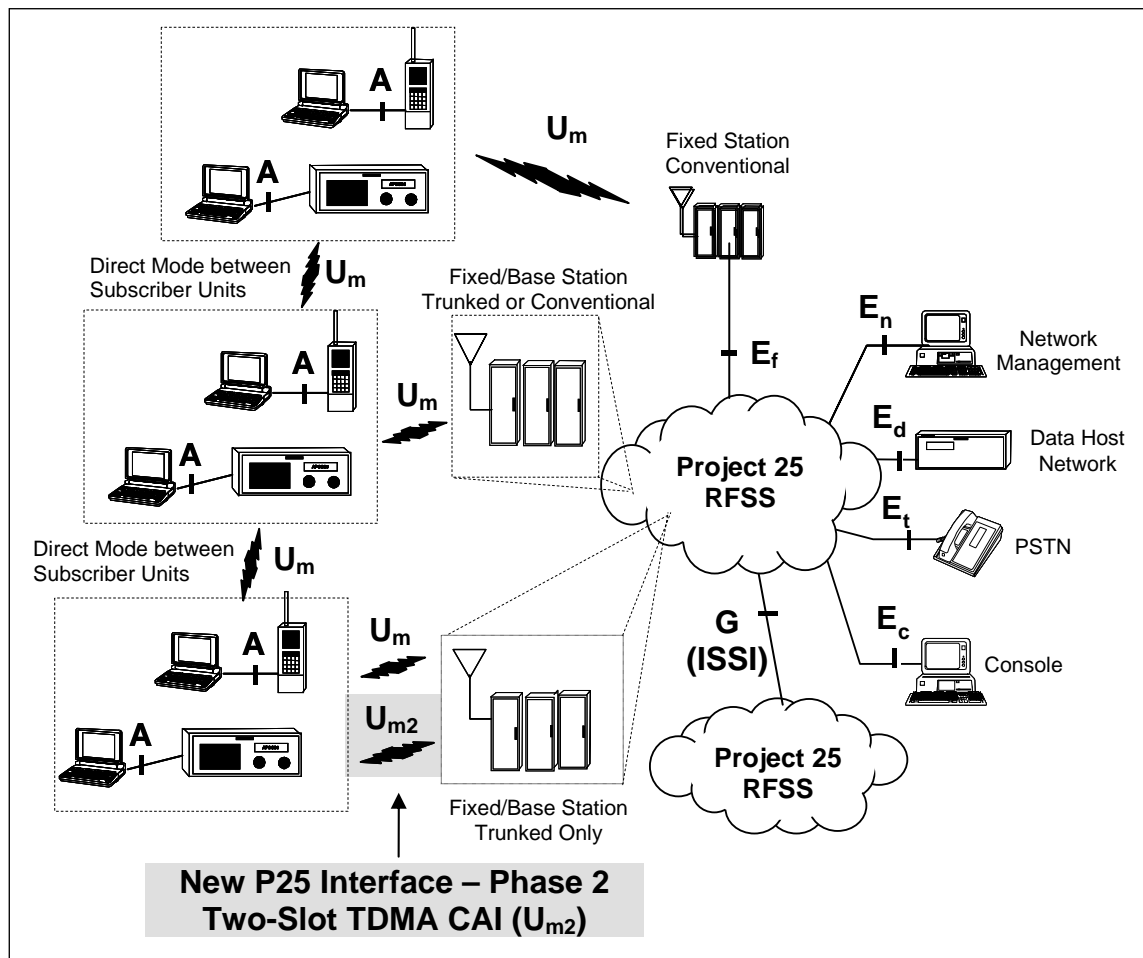 A
A
U_m
Fixed Station
Conventional
Direct Mode between
Subscriber Units
U_m
Fixed/Base Station
Trunked or Conventional
E_f
E_n
Network
Management
A
A
U_m
E_d
Data Host
Network
Project 25
RFSS
E_t
PSTN
Direct Mode between
Subscriber Units
U_m
A
A
U_m
U_m2
G
(ISSI)
E_c
Console
Project 25
RFSS
Fixed/Base Station
Trunked Only
New P25 Interface – Phase 2
Two-Slot TDMA CAI (U_m2)